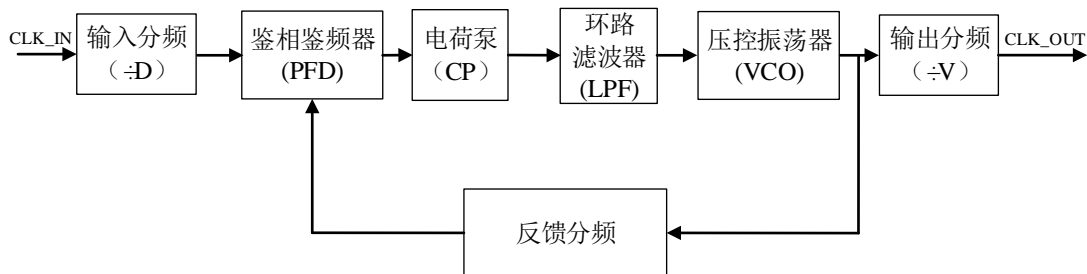 CLK_IN
输入分频
（÷D）
鉴相鉴频器
(PFD)
电荷泵
（CP）
环路
滤波器
(LPF)
压控振荡器
(VCO)
输出分频
（÷V）
CLK_OUT
反馈分频